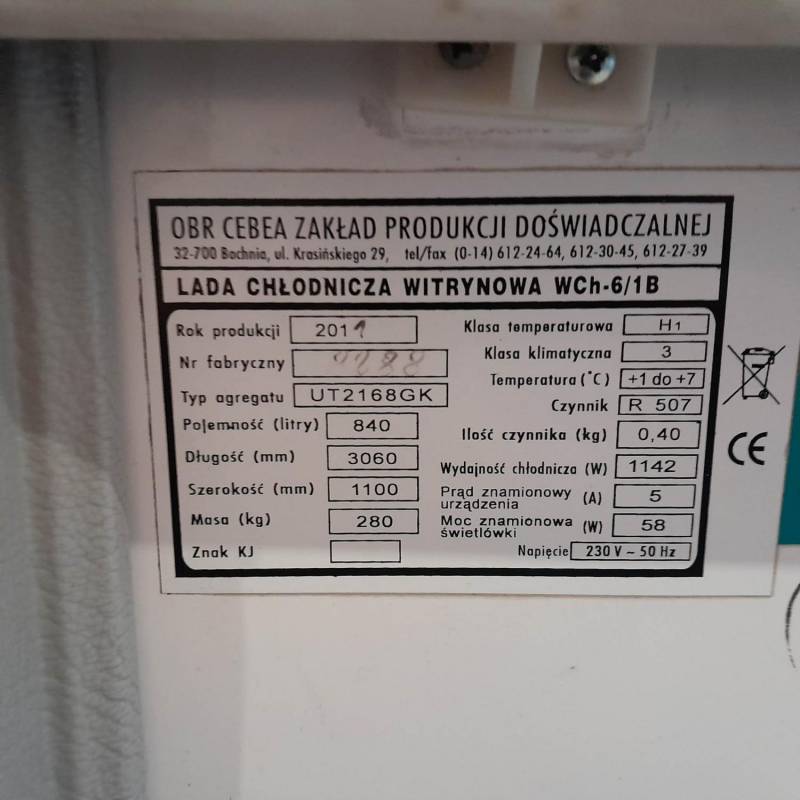 OBR CEBEA ZAKŁAD PRODUKCJI DOŚWIADCZALNEJ
32-700 Bochnia, ul. Krasińskiego 29, tel/fax (0-14) 612-24-64, 612-30-45, 612-27-39
LADA CHŁODNICZA WITRYNOWA WCh-6/1B
Rok produkcji 2011
Nr fabryczny
Typ agregatu UT2168GK
Pojemność (litry) 840
Długość (mm) 3060
Szerokość (mm) 1100
Masa (kg) 280
Znak KJ
Klasa temperaturowa H1
Klasa klimatyczna 3
Temperatura (°C) +1 do +7
Czynnik R 507
Ilość czynnika (kg) 0,40
Wydajność chłodnicza (W) 1142
Prąd znamionowy
urządzenia (A) 5
Moc znamionowa
świetlówki (W) 58
Napięcie 230 V ~ 50 Hz
CE